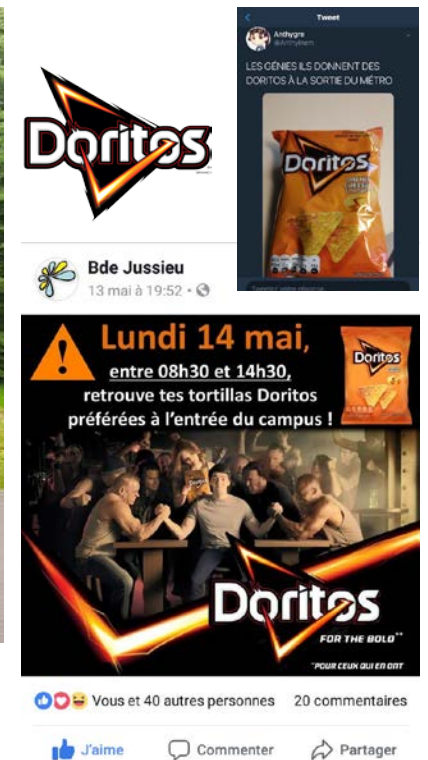 Doritos
Tweet
Anthygre
LES GÉNIES ILS DONNENT DES
DORITOS À LA SORTIE DU MÉTRO
Doritos
Bde Jussieu
13 mai à 19:52
Lundi 14 mai,
entre 08h30 et 14h30,
retrouve tes tortillas Doritos
préférées à l'entrée du campus !
Doritos
Doritos
FOR THE BOLD**
**POUR CEUX QUI EN ONT
Vous et 40 autres personnes 20 commentaires
J'aime Commenter Partager